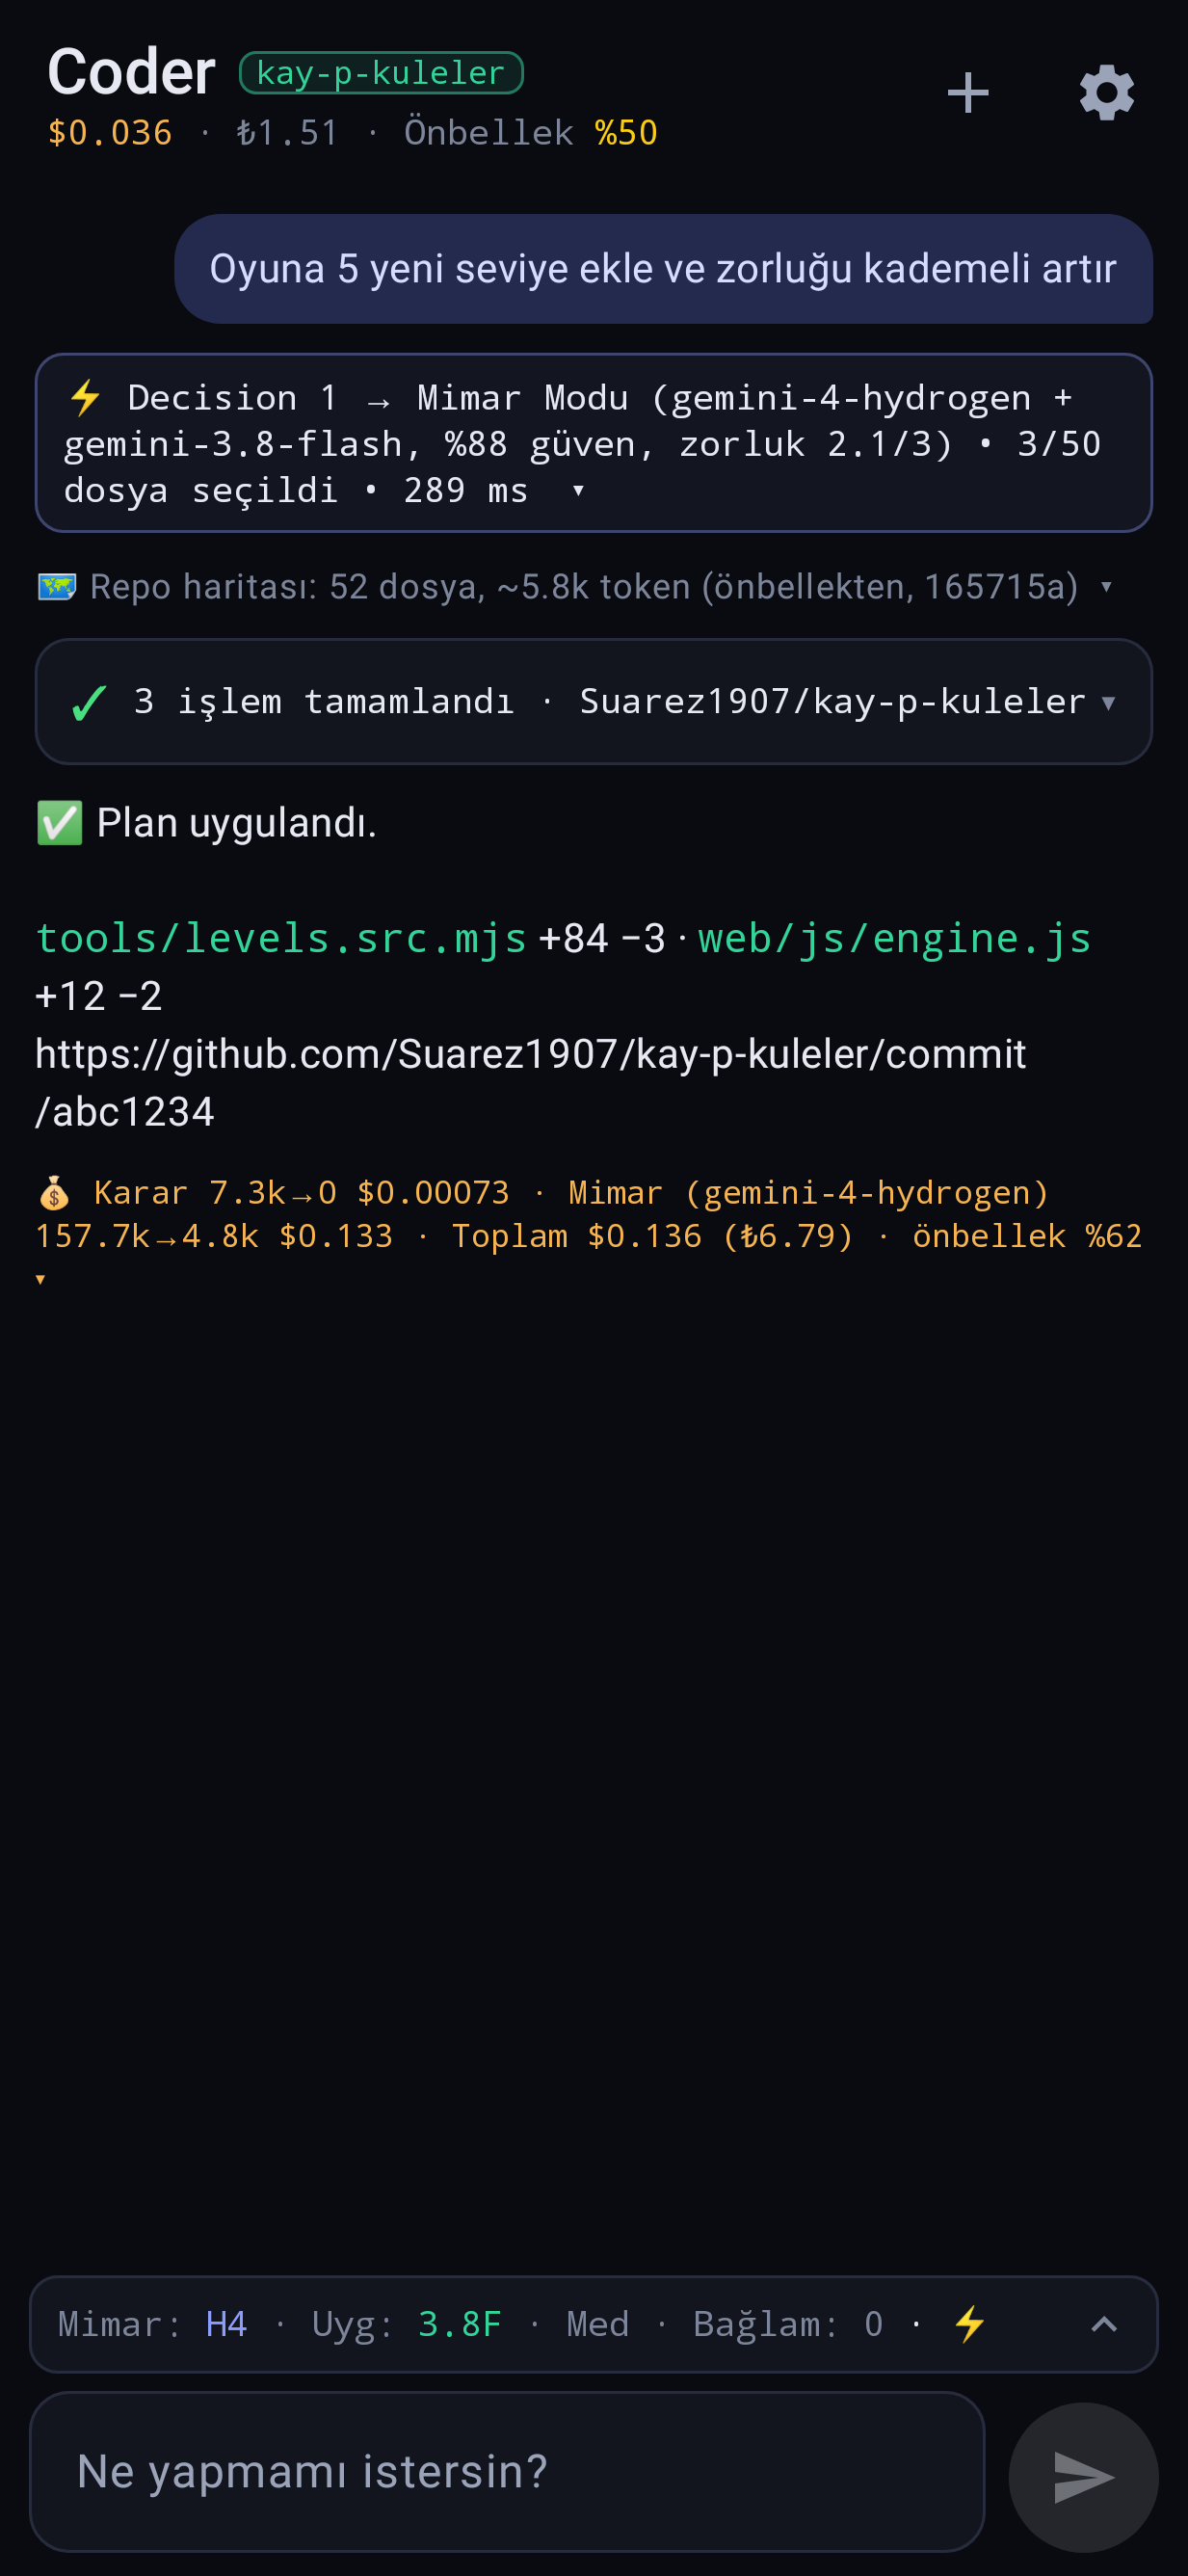 Coder kay-p-kuleler
$0.036 · ₺1.51 · Önbellek %50
Oyuna 5 yeni seviye ekle ve zorluğu kademeli artır
⚡ Decision 1 → Mimar Modu (gemini-4-hydrogen +
gemini-3.8-flash, %88 güven, zorluk 2.1/3) • 3/50
dosya seçildi • 289 ms ▾
🗺️ Repo haritası: 52 dosya, ~5.8k token (önbellekten, 165715a) ▾
✓ 3 işlem tamamlandı · Suarez1907/kay-p-kuleler ▾
✅ Plan uygulandı.
tools/levels.src.mjs +84 −3 · web/js/engine.js
+12 −2
https://github.com/Suarez1907/kay-p-kuleler/commit
/abc1234
💰 Karar 7.3k→0 $0.00073 · Mimar (gemini-4-hydrogen)
157.7k→4.8k $0.133 · Toplam $0.136 (₺6.79) · önbellek %62
▾
Mimar: H4 · Uyg: 3.8F · Med · Bağlam: 0 · ⚡
Ne yapmamı istersin?